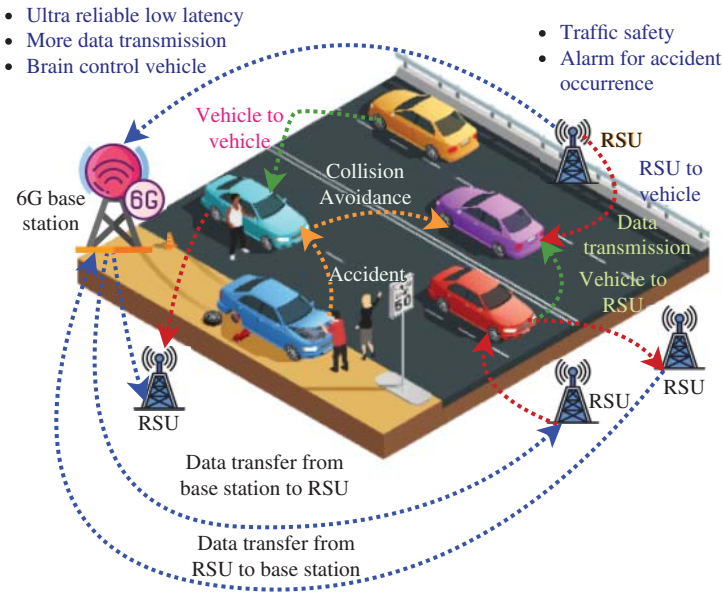 • Ultra reliable low latency
• More data transmission
• Brain control vehicle
• Traffic safety
• Alarm for accident
occurrence
Vehicle to
vehicle
RSU
Collision
Avoidance
RSU to
vehicle
6G
6G base
station
Data
transmission
Accident
Vehicle to
RSU
50
RSU
RSU
RSU
Data transfer from
base station to RSU
Data transfer from
RSU to base station